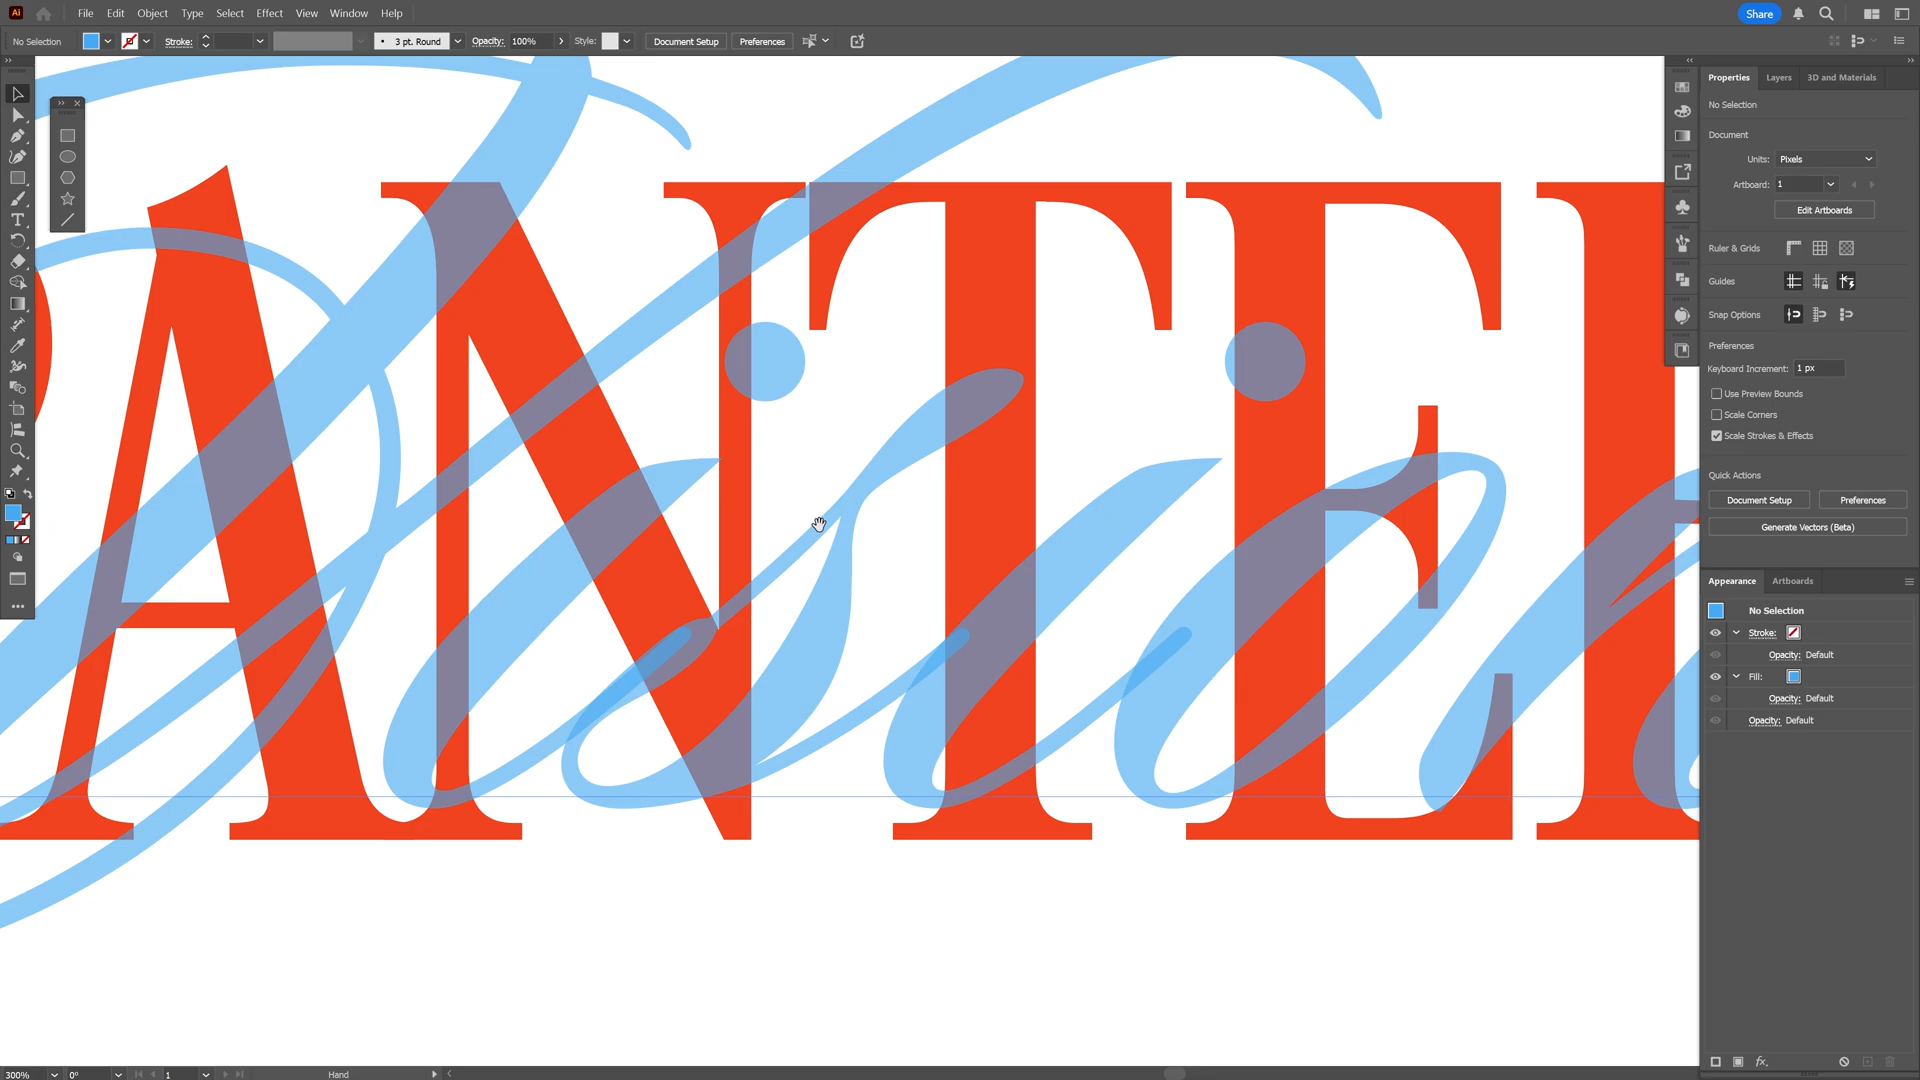 Ai File Edit Object Type Select Effect View Window Help Share
No Selection Stroke: 3 pt. Round Opacity: 100% Style: Document Setup Preferences
Properties Layers 3D and Materials
No Selection
Document
Units: Pixels
Artboard: 1
Edit Artboards
Ruler & Grids
Guides
Snap Options
Preferences
Keyboard Increment: 1 px
Use Preview Bounds
Scale Corners
Scale Strokes & Effects
Quick Actions
Document Setup Preferences
Generate Vectors (Beta)
Appearance Artboards
No Selection
Stroke:
Opacity: Default
Fill:
Opacity: Default
Opacity: Default
ANTE
300% 0° 1 Hand